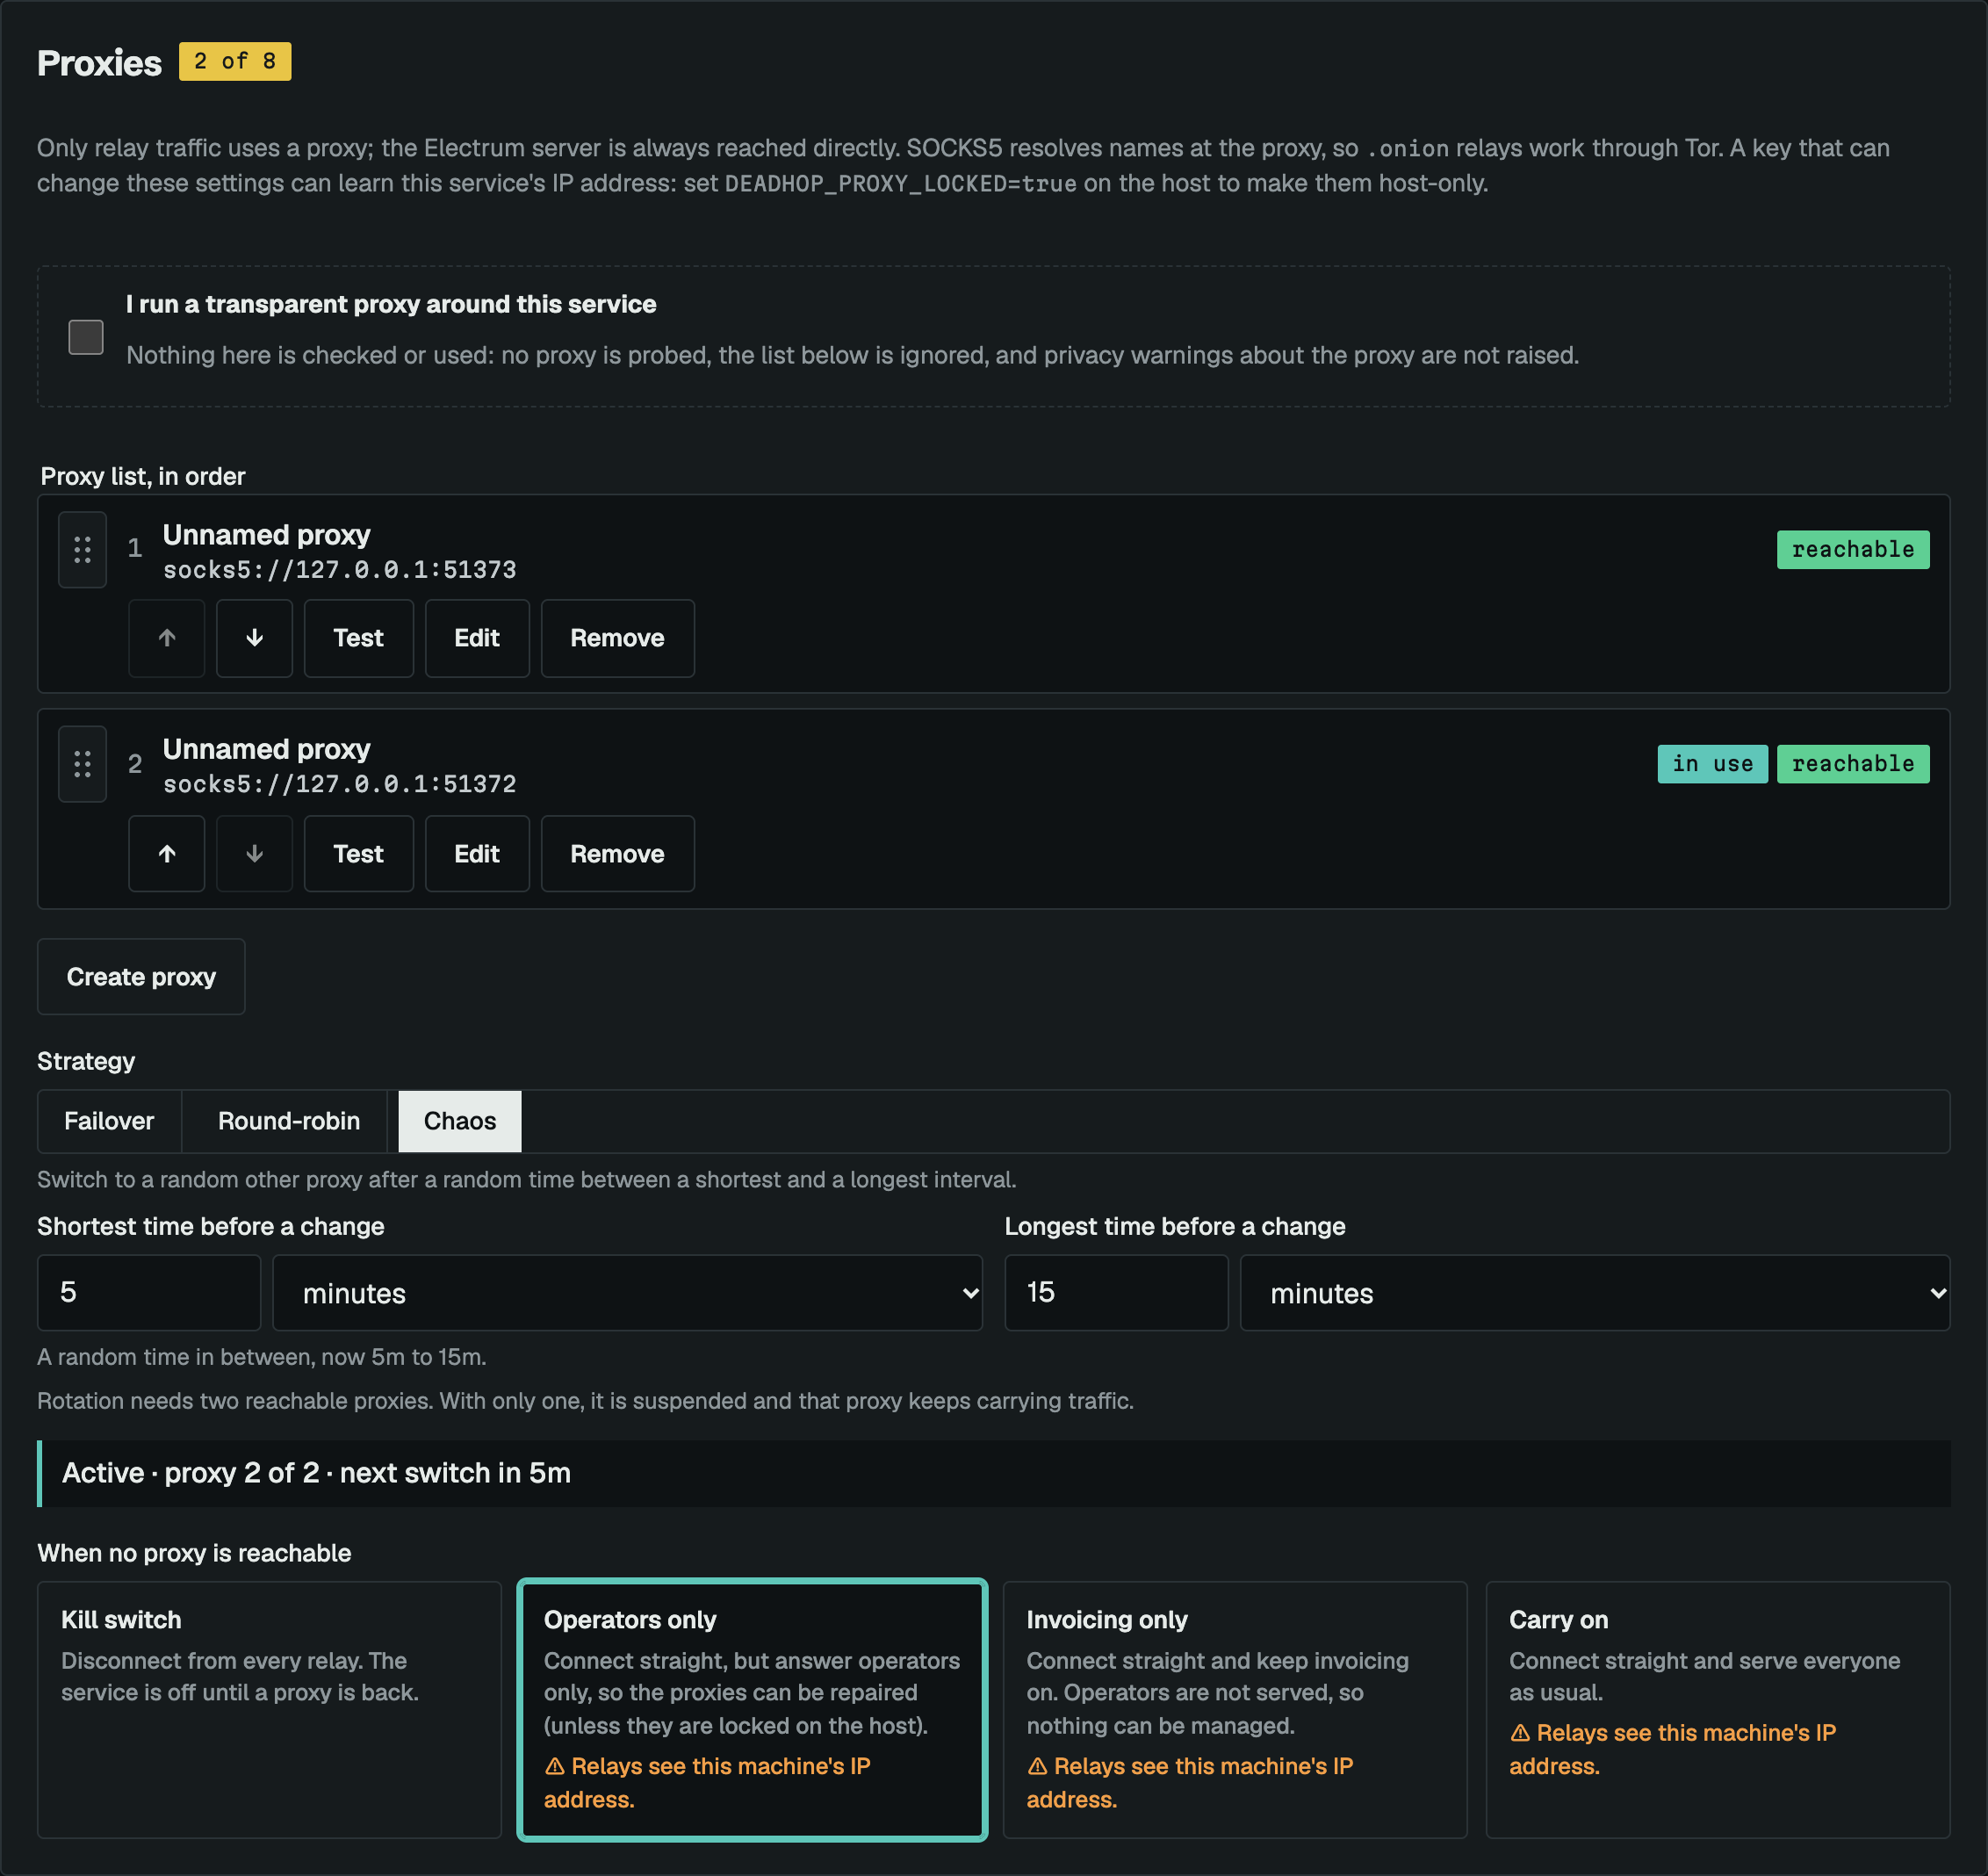 Proxies 2 of 8
Only relay traffic uses a proxy; the Electrum server is always reached directly. SOCKS5 resolves names at the proxy, so .onion relays work through Tor. A key that can
change these settings can learn this service's IP address: set DEADHOP_PROXY_LOCKED=true on the host to make them host-only.
I run a transparent proxy around this service
Nothing here is checked or used: no proxy is probed, the list below is ignored, and privacy warnings about the proxy are not raised.
Proxy list, in order
1 Unnamed proxy reachable
socks5://127.0.0.1:51373
↑ ↓ Test Edit Remove
2 Unnamed proxy in use reachable
socks5://127.0.0.1:51372
↑ ↓ Test Edit Remove
Create proxy
Strategy
Failover Round-robin Chaos
Switch to a random other proxy after a random time between a shortest and a longest interval.
Shortest time before a change
5 minutes
Longest time before a change
15 minutes
A random time in between, now 5m to 15m.
Rotation needs two reachable proxies. With only one, it is suspended and that proxy keeps carrying traffic.
Active · proxy 2 of 2 · next switch in 5m
When no proxy is reachable
Kill switch
Disconnect from every relay. The
service is off until a proxy is back.
Operators only
Connect straight, but answer operators
only, so the proxies can be repaired
(unless they are locked on the host).
⚠ Relays see this machine's IP
address.
Invoicing only
Connect straight and keep invoicing
on. Operators are not served, so
nothing can be managed.
⚠ Relays see this machine's IP
address.
Carry on
Connect straight and serve everyone
as usual.
⚠ Relays see this machine's IP
address.